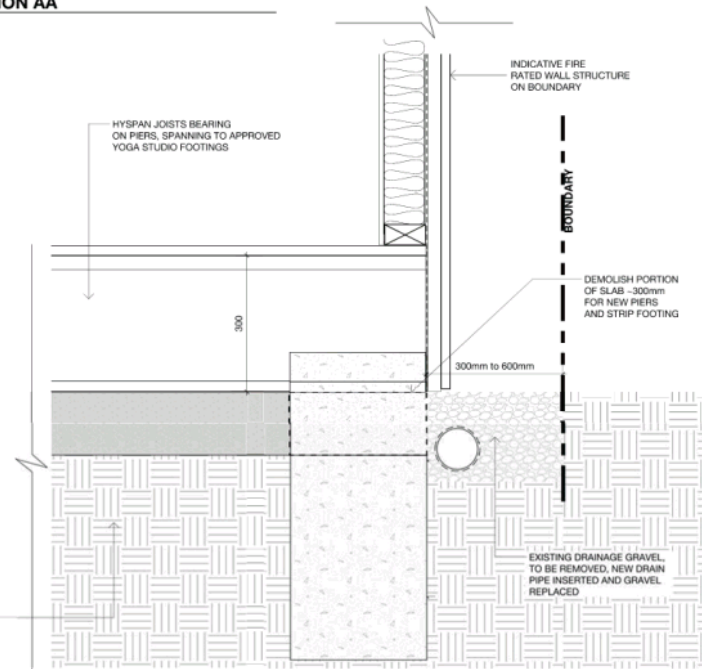 ION AA
INDICATIVE FIRE
RATED WALL STRUCTURE
ON BOUNDARY
HYSPAN JOISTS BEARING
ON PIERS, SPANNING TO APPROVED
YOGA STUDIO FOOTINGS
BOUNDARY
DEMOLISH PORTION
OF SLAB ~300mm
FOR NEW PIERS
AND STRIP FOOTING
300
300mm to 600mm
EXISTING DRAINAGE GRAVEL,
TO BE REMOVED, NEW DRAIN
PIPE INSERTED AND GRAVEL
REPLACED